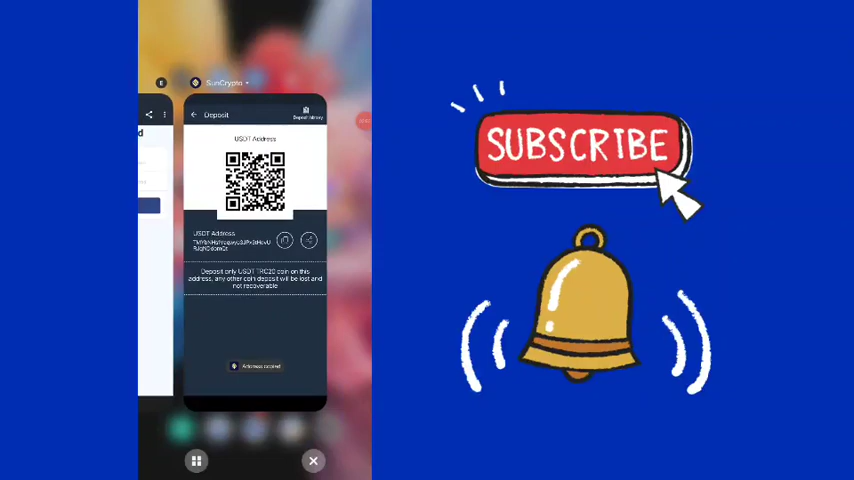 SunCrypto
Deposit
Deposit history
USDT Address
USDT Address
Deposit only USDT TRC20 coin on this
address, any other coin deposit will be lost and
not recoverable
Address copied
SUBSCRIBE